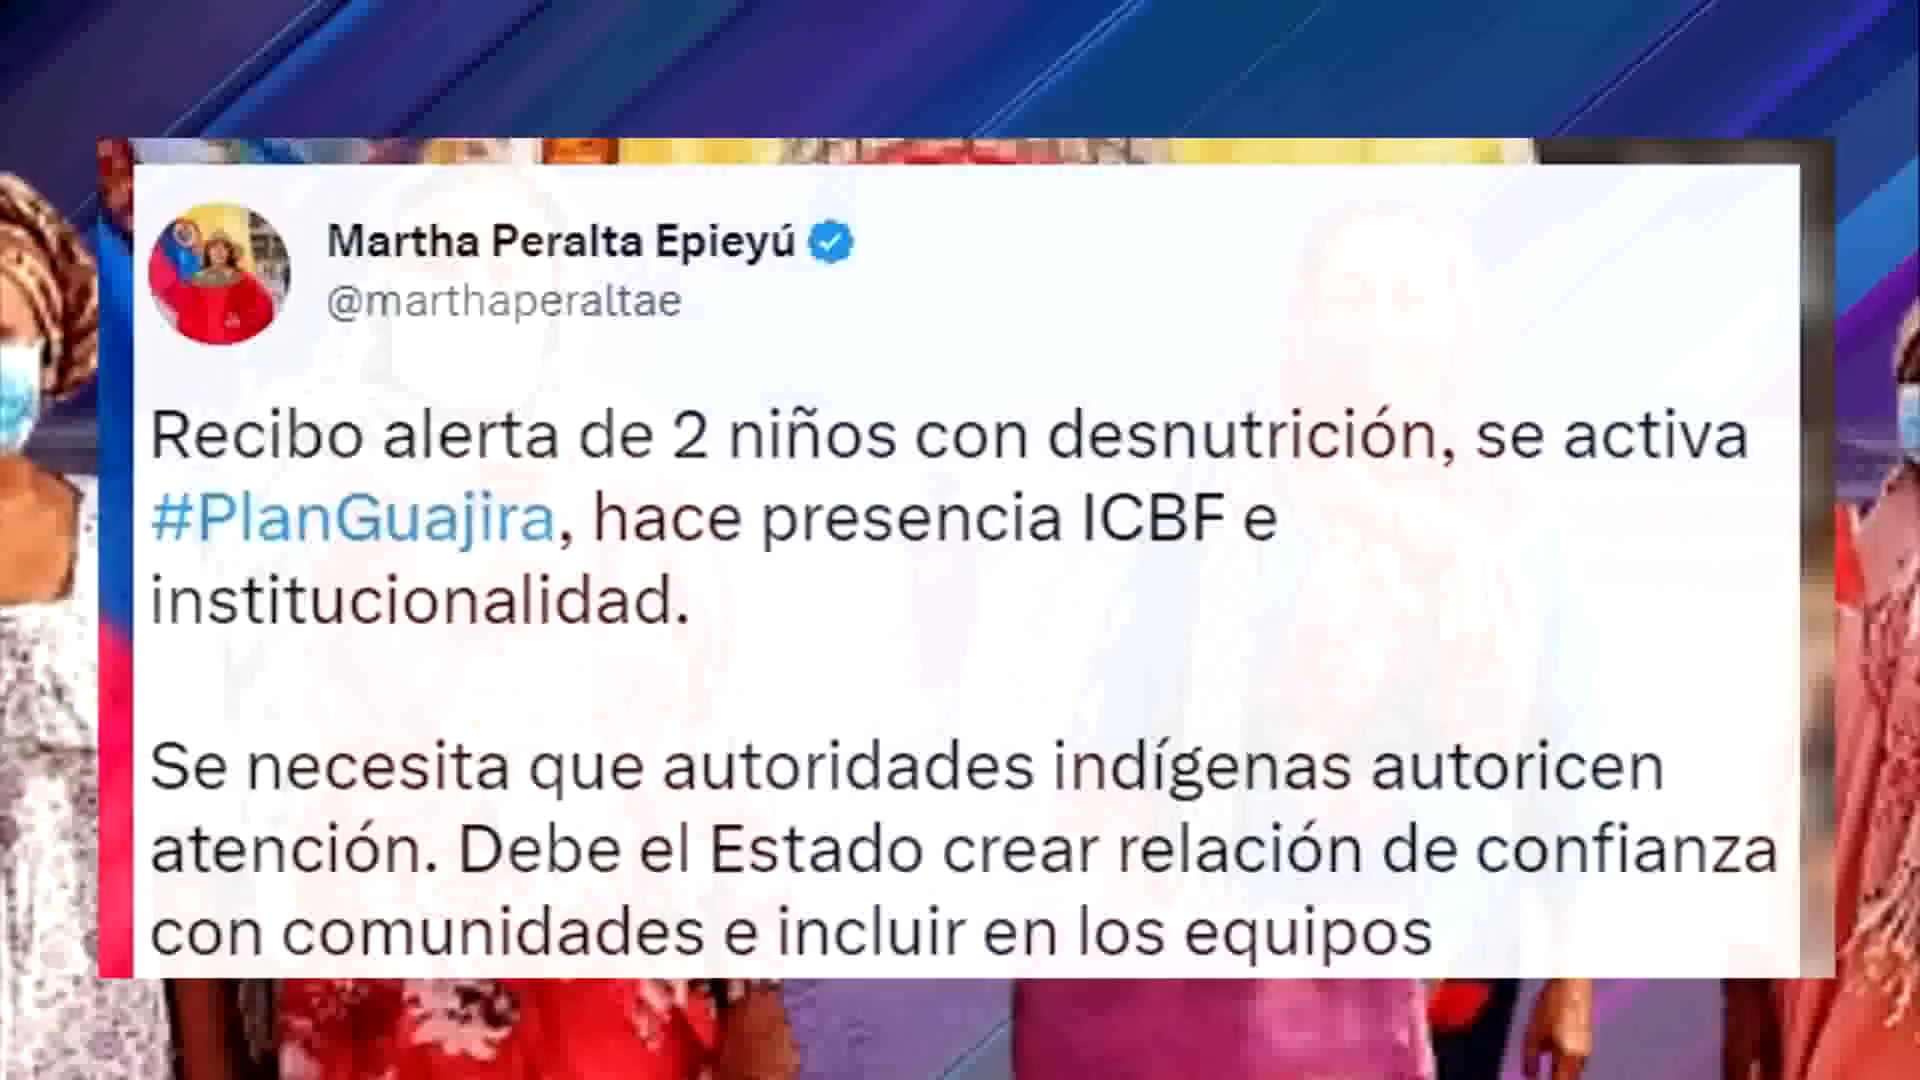 Martha Peralta Epieyú
@marthaperaltae
Recibo alerta de 2 niños con desnutrición, se activa
#PlanGuajira, hace presencia ICBF e
institucionalidad.
Se necesita que autoridades indígenas autoricen
atención. Debe el Estado crear relación de confianza
con comunidades e incluir en los equipos